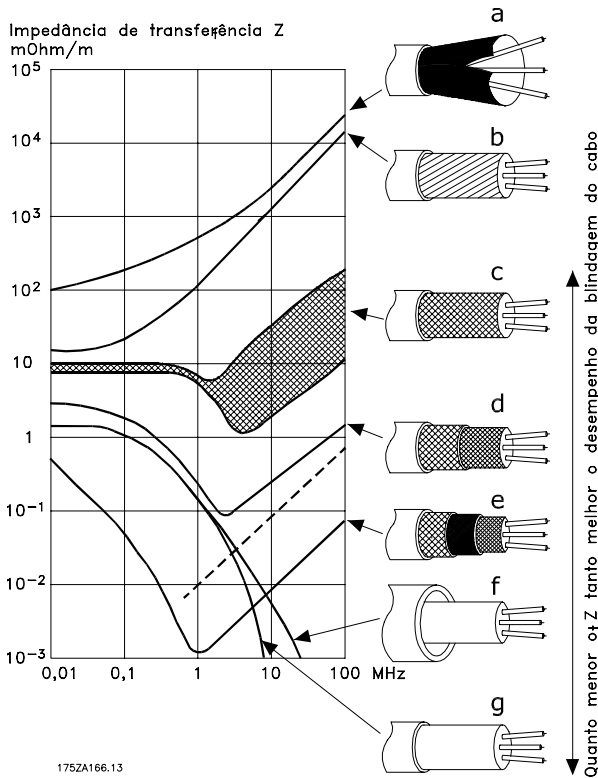 Impedância de transferência Z
mOhm/m
a
b
c
d
e
f
g
10⁵
10⁴
10³
10²
10
1
10⁻¹
10⁻²
10⁻³
0,01 0,1 1 10 100 MHz
175ZA166.13
Quanto menor o Z tanto melhor o desempenho da blindagem do cabo